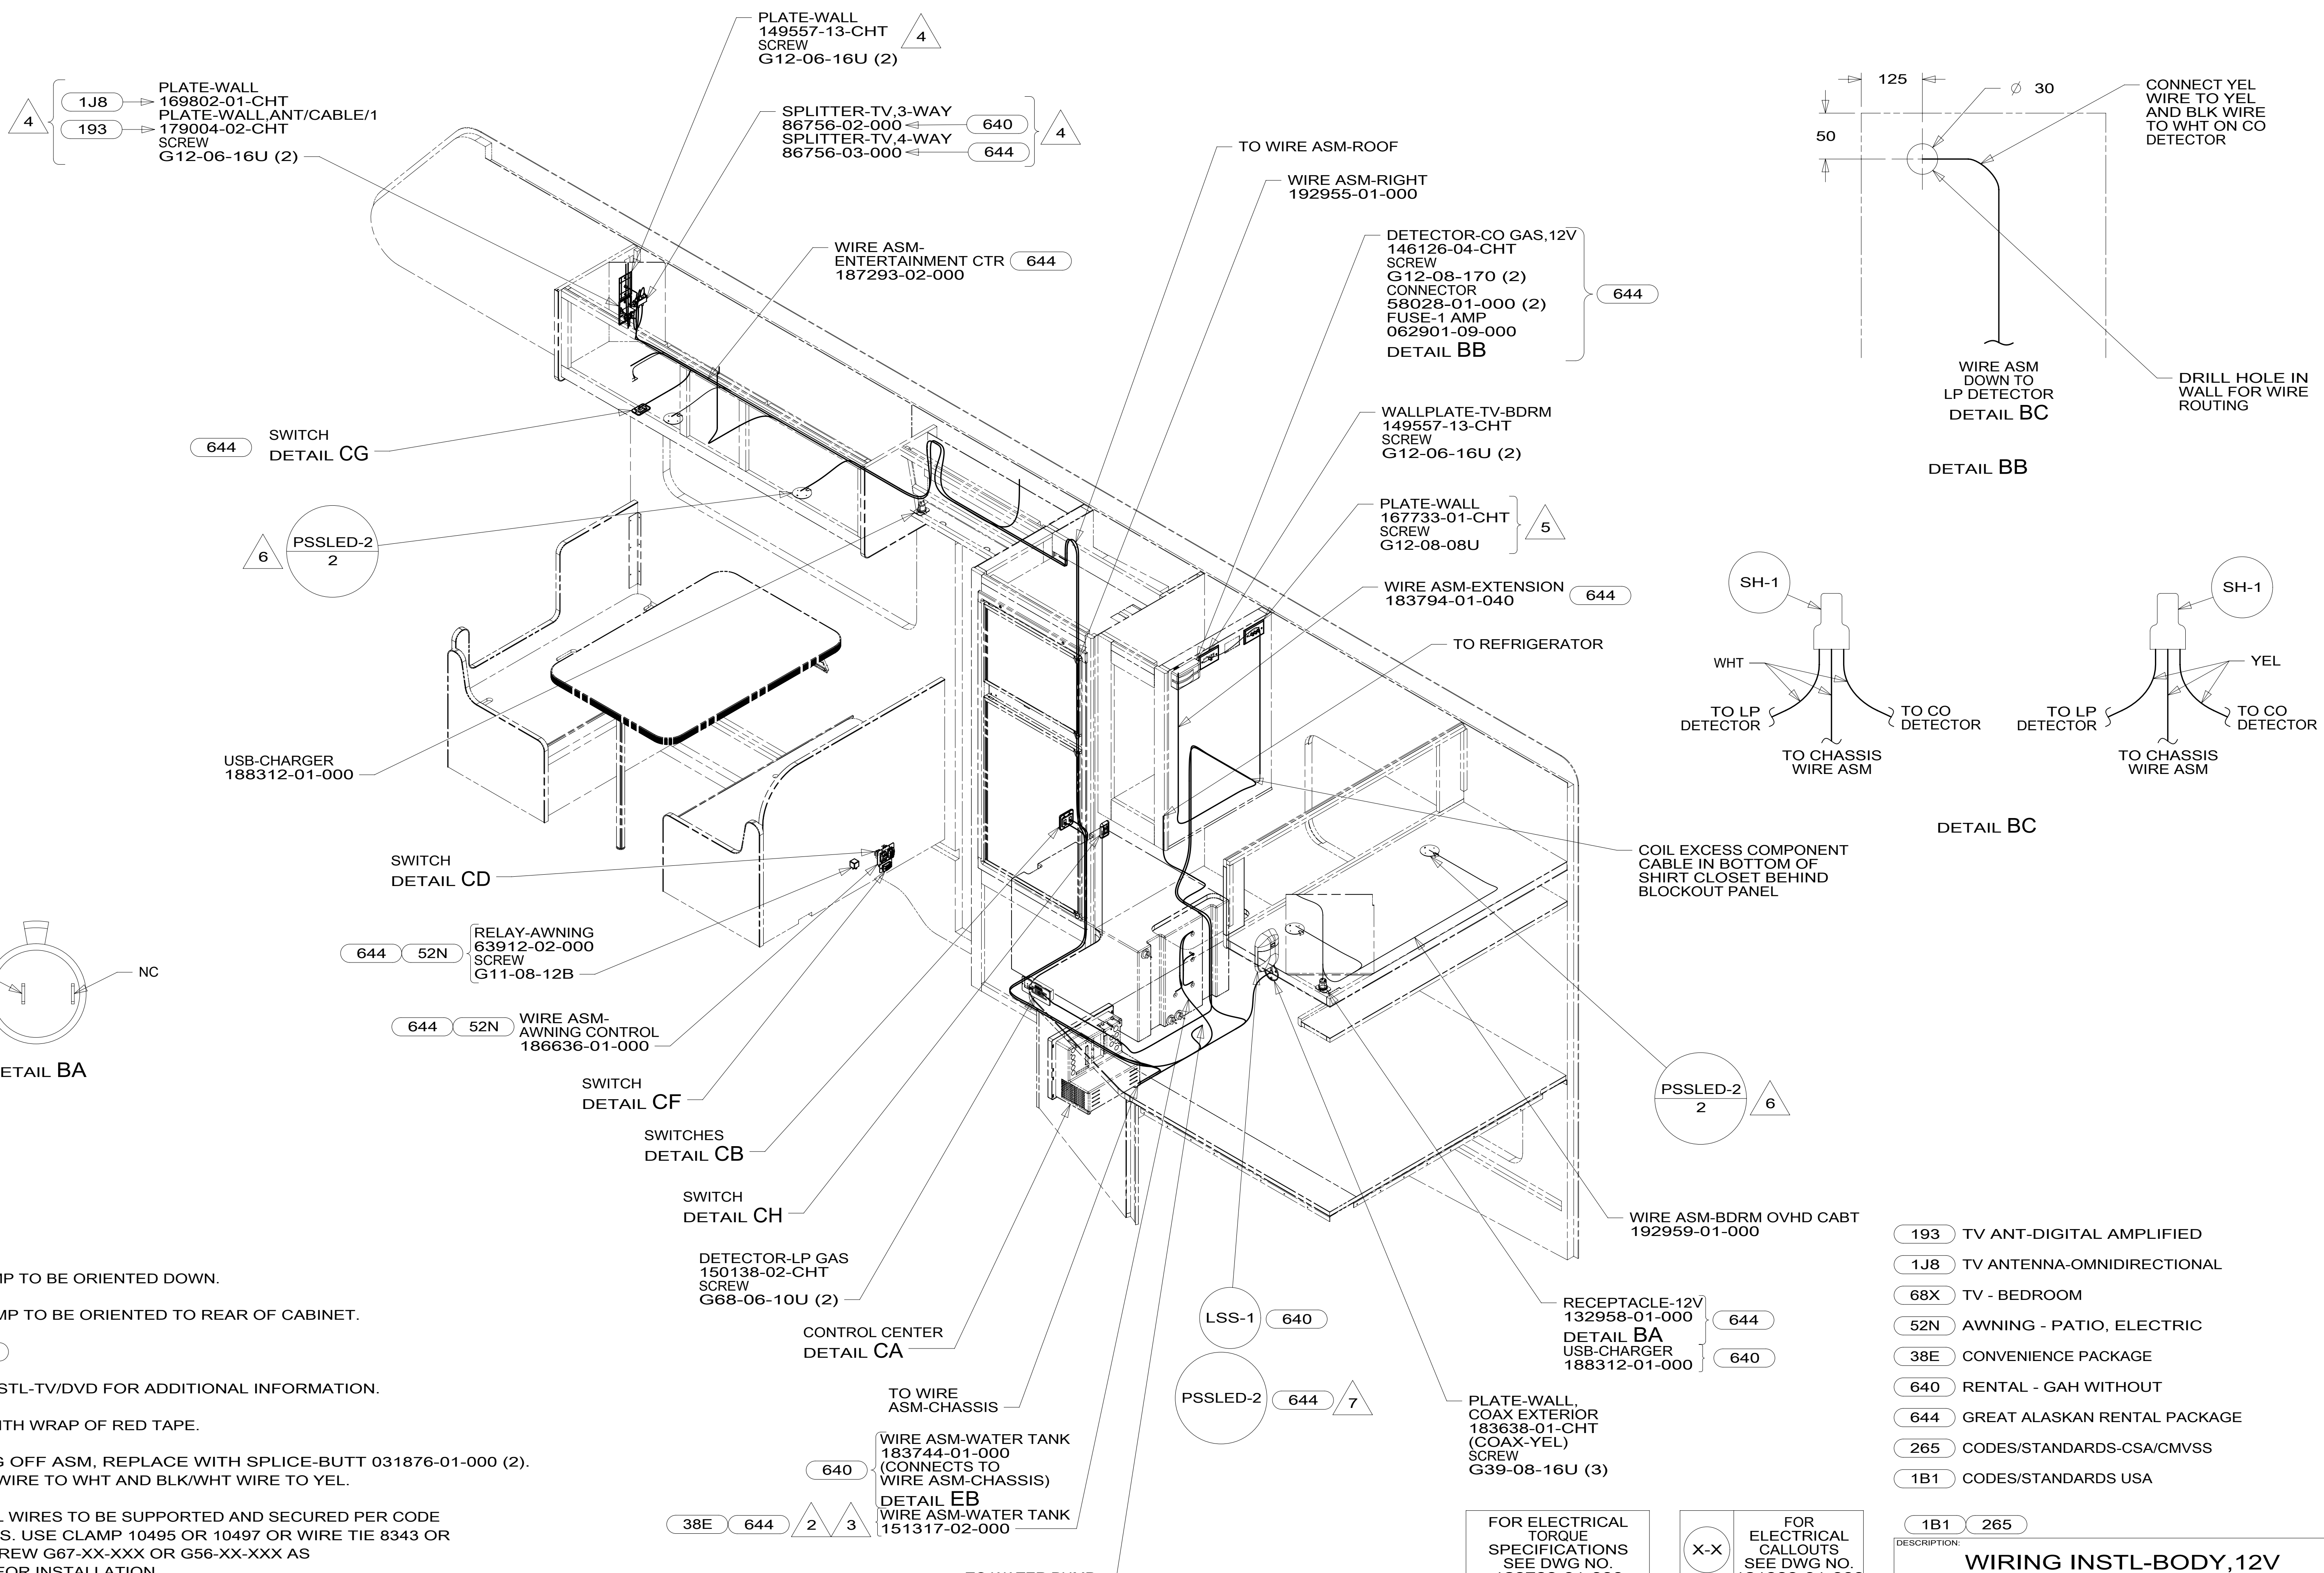 PLATE-WALL
149557-13-CHT
SCREW
G12-06-16U (2)
4
4
1J8
193
PLATE-WALL
169802-01-CHT
PLATE-WALL,ANT/CABLE/1
179004-02-CHT
SCREW
G12-06-16U (2)
SPLITTER-TV,3-WAY
86756-02-000
640
SPLITTER-TV,4-WAY
86756-03-000
644
4
TO WIRE ASM-ROOF
WIRE ASM-RIGHT
192955-01-000
WIRE ASM-
ENTERTAINMENT CTR
187293-02-000
644
DETECTOR-CO GAS,12V
146126-04-CHT
SCREW
G12-08-170 (2)
CONNECTOR
58028-01-000 (2)
FUSE-1 AMP
062901-09-000
DETAIL BB
644
125
50
Ø 30
CONNECT YEL
WIRE TO YEL
AND BLK WIRE
TO WHT ON CO
DETECTOR
WIRE ASM
DOWN TO
LP DETECTOR
DETAIL BC
DRILL HOLE IN
WALL FOR WIRE
ROUTING
DETAIL BB
644
SWITCH
DETAIL CG
WALLPLATE-TV-BDRM
149557-13-CHT
SCREW
G12-06-16U (2)
6
PSSLED-2
2
PLATE-WALL
167733-01-CHT
SCREW
G12-08-08U
5
WIRE ASM-EXTENSION
183794-01-040
644
TO REFRIGERATOR
SH-1
WHT
TO LP
DETECTOR
TO CO
DETECTOR
TO CHASSIS
WIRE ASM
SH-1
YEL
TO LP
DETECTOR
TO CO
DETECTOR
TO CHASSIS
WIRE ASM
DETAIL BC
USB-CHARGER
188312-01-000
COIL EXCESS COMPONENT
CABLE IN BOTTOM OF
SHIRT CLOSET BEHIND
BLOCKOUT PANEL
SWITCH
DETAIL CD
NC
ETAIL BA
644
52N
RELAY-AWNING
63912-02-000
SCREW
G11-08-12B
644
52N
WIRE ASM-
AWNING CONTROL
186636-01-000
SWITCH
DETAIL CF
SWITCHES
DETAIL CB
SWITCH
DETAIL CH
PSSLED-2
2
6
WIRE ASM-BDRM OVHD CABT
192959-01-000
DETECTOR-LP GAS
150138-02-CHT
SCREW
G68-06-10U (2)
CONTROL CENTER
DETAIL CA
TO WIRE
ASM-CHASSIS
LSS-1
640
PSSLED-2
644
7
RECEPTACLE-12V
132958-01-000
DETAIL BA
644
USB-CHARGER
188312-01-000
640
PLATE-WALL,
COAX EXTERIOR
183638-01-CHT
(COAX-YEL)
SCREW
G39-08-16U (3)
640
WIRE ASM-WATER TANK
183744-01-000
(CONNECTS TO
WIRE ASM-CHASSIS)
DETAIL EB
38E
644
2
3
WIRE ASM-WATER TANK
151317-02-000
MP TO BE ORIENTED DOWN.
MP TO BE ORIENTED TO REAR OF CABINET.
STL-TV/DVD FOR ADDITIONAL INFORMATION.
ITH WRAP OF RED TAPE.
G OFF ASM, REPLACE WITH SPLICE-BUTT 031876-01-000 (2).
WIRE TO WHT AND BLK/WHT WIRE TO YEL.
L WIRES TO BE SUPPORTED AND SECURED PER CODE
S. USE CLAMP 10495 OR 10497 OR WIRE TIE 8343 OR
REW G67-XX-XXX OR G56-XX-XXX AS
FOR INSTALLATION
193 TV ANT-DIGITAL AMPLIFIED
1J8 TV ANTENNA-OMNIDIRECTIONAL
68X TV - BEDROOM
52N AWNING - PATIO, ELECTRIC
38E CONVENIENCE PACKAGE
640 RENTAL - GAH WITHOUT
644 GREAT ALASKAN RENTAL PACKAGE
265 CODES/STANDARDS-CSA/CMVSS
1B1 CODES/STANDARDS USA
FOR ELECTRICAL
TORQUE
SPECIFICATIONS
SEE DWG NO.
X-X
FOR
ELECTRICAL
CALLOUTS
SEE DWG NO.
1B1
265
DESCRIPTION:
WIRING INSTL-BODY,12V